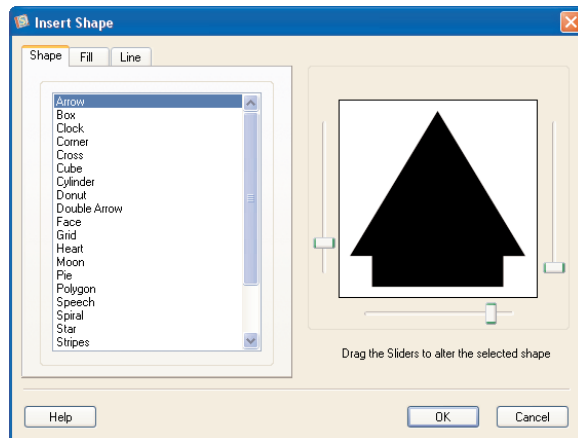 Insert Shape
Shape Fill Line
Arrow
Box
Clock
Corner
Cross
Cube
Cylinder
Donut
Double Arrow
Face
Grid
Heart
Moon
Pie
Polygon
Speech
Spiral
Star
Stripes
Drag the Sliders to alter the selected shape
Help OK Cancel